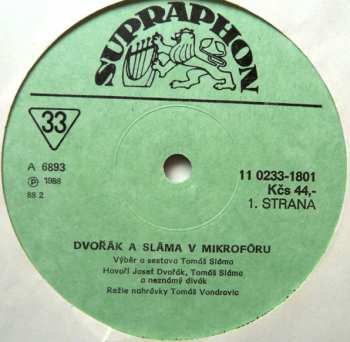 SUPRAPHON
33
A 6893
Ⓟ 1988
88 2
11 0233-1801
Kčs 44,-
1. STRANA
DVOŘÁK A SLÁMA V MIKROFÓRU
Výběr a sestava Tomáš Sláma
Hovoří Josef Dvořák, Tomáš Sláma
a neznámý divák
Režie nahrávky Tomáš Vondrovic